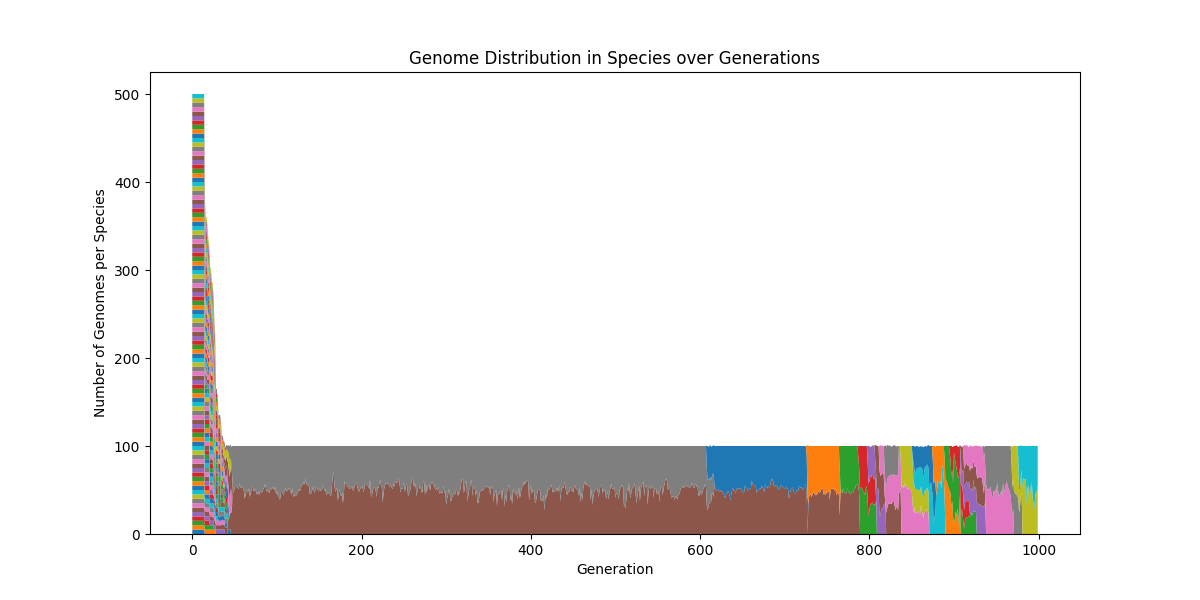 Genome Distribution in Species over Generations
Number of Genomes per Species
500
400
300
200
100
0
0 200 400 600 800 1000
Generation